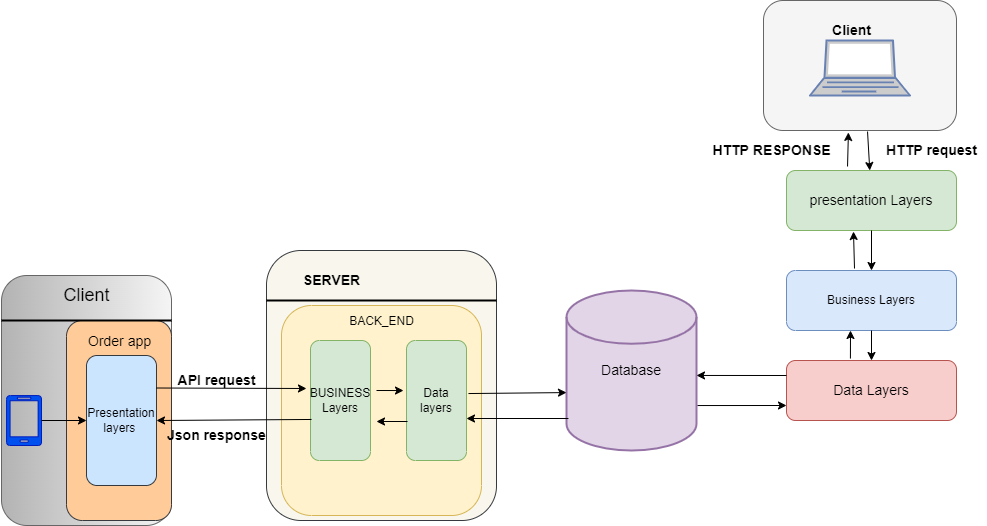 Client
HTTP RESPONSE
HTTP request
presentation Layers
Business Layers
Data Layers
Database
SERVER
BACK_END
BUSINESS
Layers
Data
layers
Client
Order app
Presentation
layers
API request
Json response